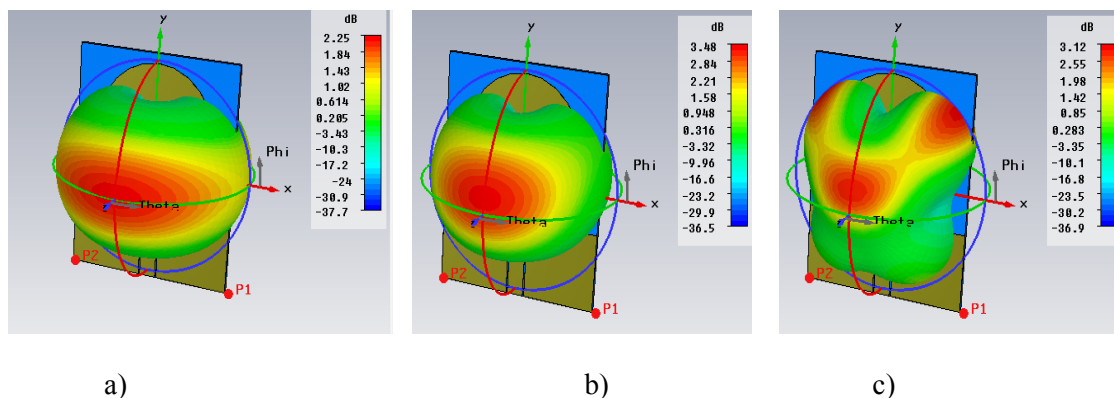 dB
2.25
1.84
1.43
1.02
0.614
0.205
-3.43
-10.3
-17.2
-24
-30.9
-37.7
y
Phi
x
Theta
P2
P1
dB
3.48
2.84
2.21
1.58
0.948
0.316
-3.32
-9.96
-16.6
-23.2
-29.9
-36.5
y
Phi
x
Theta
P2
P1
dB
3.12
2.55
1.98
1.42
0.85
0.283
-3.35
-10.1
-16.8
-23.5
-30.2
-36.9
y
Phi
x
Theta
P2
P1
a) b) c)